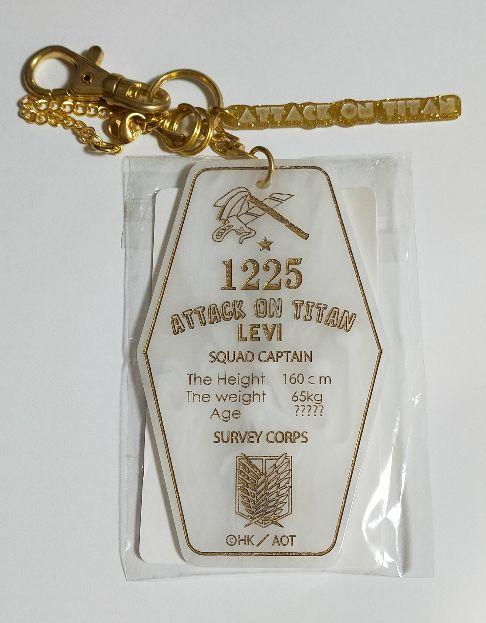 ATTACK ON TITAN
1225
ATTACK ON TITAN
LEVI
SQUAD CAPTAIN
The Height 160cm
The weight 65kg
Age ?????
SURVEY CORPS
©HK/AOT